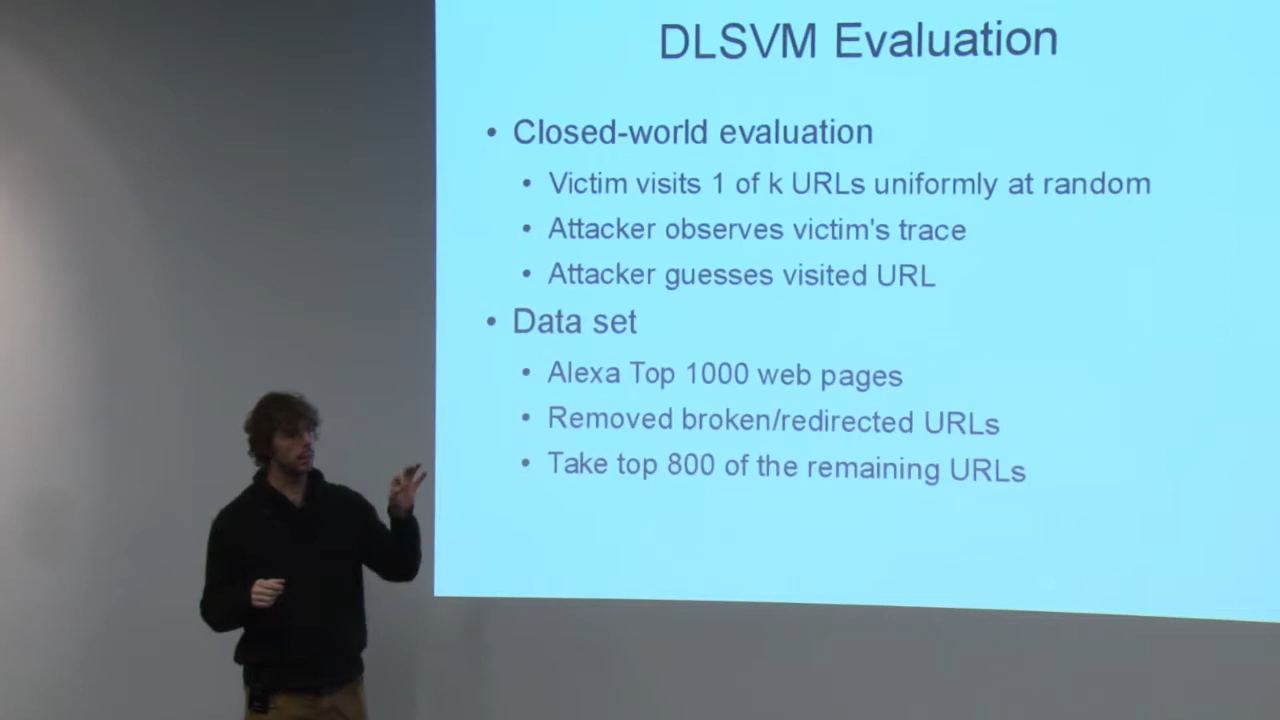 DLSVM Evaluation
• Closed-world evaluation
• Victim visits 1 of k URLs uniformly at random
• Attacker observes victim's trace
• Attacker guesses visited URL
• Data set
• Alexa Top 1000 web pages
• Removed broken/redirected URLs
• Take top 800 of the remaining URLs